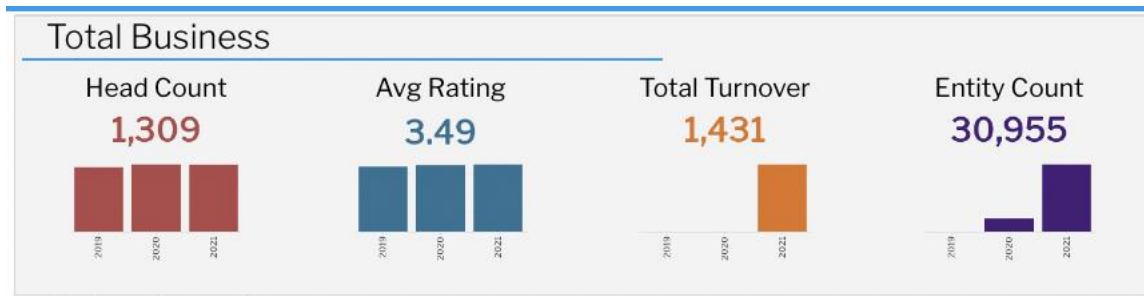 Total Business
Head Count Avg Rating Total Turnover Entity Count
1,309 3.49 1,431 30,955
2019 2020 2021 2019 2020 2021 2019 2020 2021 2019 2020 2021